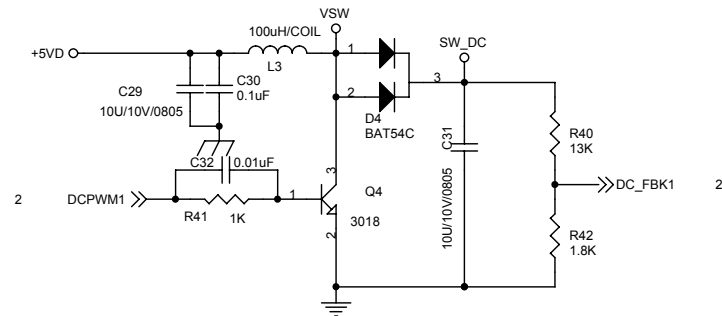 VSW
100uH/COIL
+5VD
L3
1
SW_DC
3
2
C29
10U/10V/0805
C30
0.1uF
D4
BAT54C
C31
10U/10V/0805
R40
13K
C32
0.01uF
3
2
DCPWM1
R41
1K
1
Q4
3018
2
DC_FBK1
2
R42
1.8K